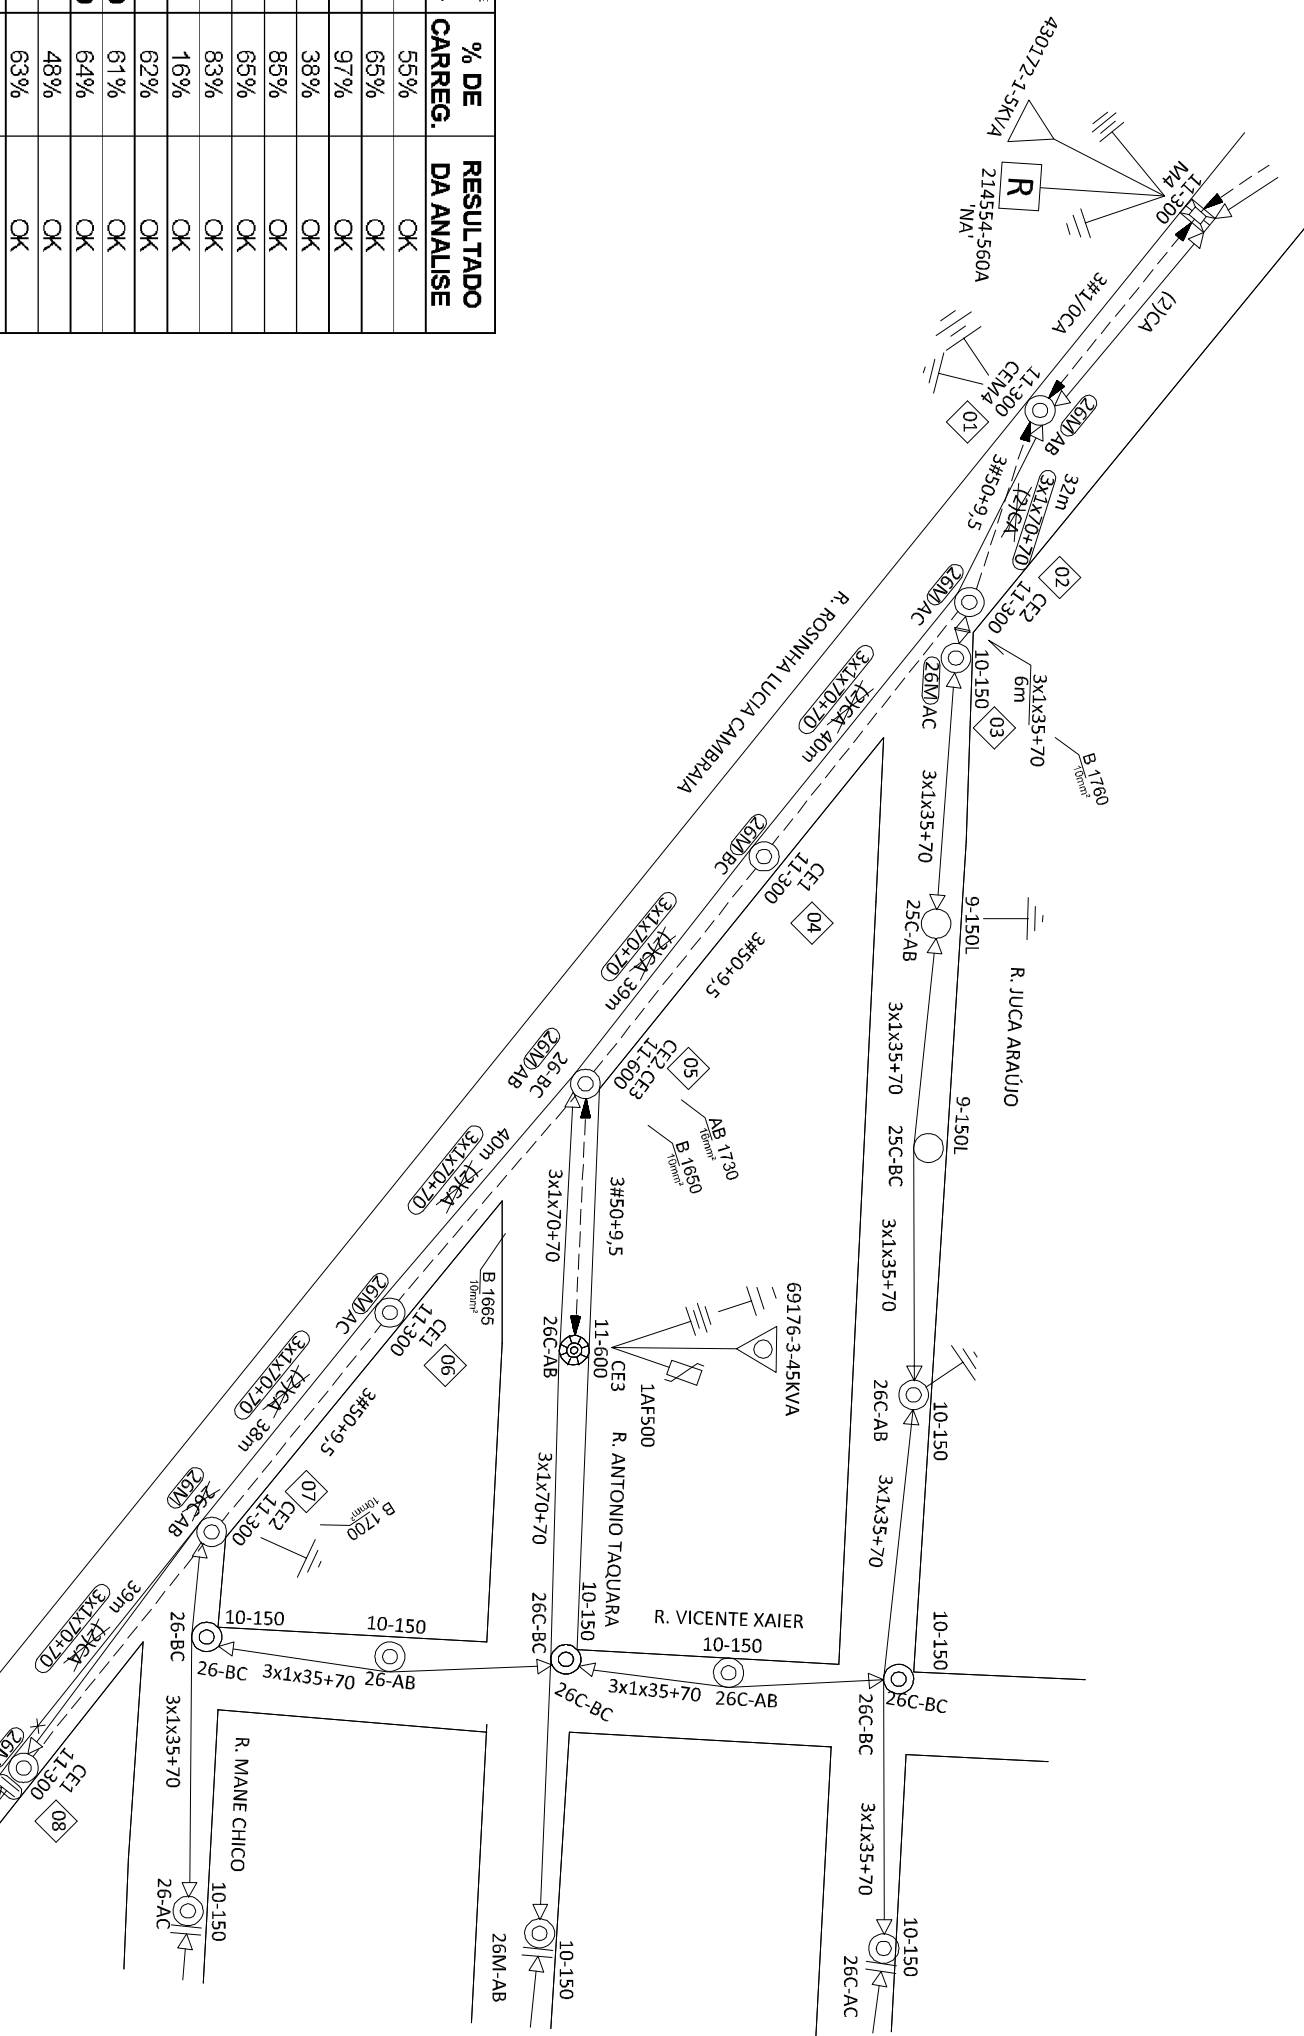 % DE CARREG.
RESULTADO DA ANALISE
55% OK
65% OK
97% OK
38% OK
85% OK
65% OK
83% OK
16% OK
62% OK
61% OK
64% OK
48% OK
63% OK
430172-1-5KVA
R
214554-560A
'NA'
11-300
M4
3#1/0CA
(2)CA
11-300
CEM4
01
26M AB
3#50+9,5
32m
3x1x70+70
(2)CA
02
CE2
11-300
26M AC
10-150
03
26M AC
3x1x35+70
6m
B 1760
10mm²
3x1x35+70
9-150L
25C-AB
R. JUCA ARAÚJO
3x1x35+70
9-150L
25C-BC
3x1x35+70
26C-AB
10-150
3x1x35+70
10-150
26C-BC
26C-BC
3x1x35+70
10-150
26C-AC
R. ROSINHA LUCIA CAMBRAIA
3x1x70+70
(2)CA 40m
26M BC
CE1
11-300
04
3#50+9,5
3x1x70+70
(2)CA 39m
26-BC
26M AB
CE2.CE3
11-600
05
AB 1730
16mm²
B 1650
10mm²
3#50+9,5
3x1x70+70
69176-3-45KVA
11-600
CE3
1AF500
26C-AB
R. ANTONIO TAQUARA
3x1x70+70
10-150
26C-BC
26C-BC
R. VICENTE XAIER
10-150
3x1x35+70
26C-AB
10-150
26M-AB
40m
3x1x70+70
(2)CA
B 1665
10mm²
26M AC
CE1
11-300
06
3x1x70+70
(2)CA 38m
3#50+9,5
26C AB
26M
CE2
11-300
07
B 1700
10mm²
10-150
26-BC
26-BC
3x1x35+70
10-150
26-AB
39m
3x1x70+70
(2)CA
3x1x35+70
R. MANE CHICO
10-150
26-AC
CE1
11-300
08